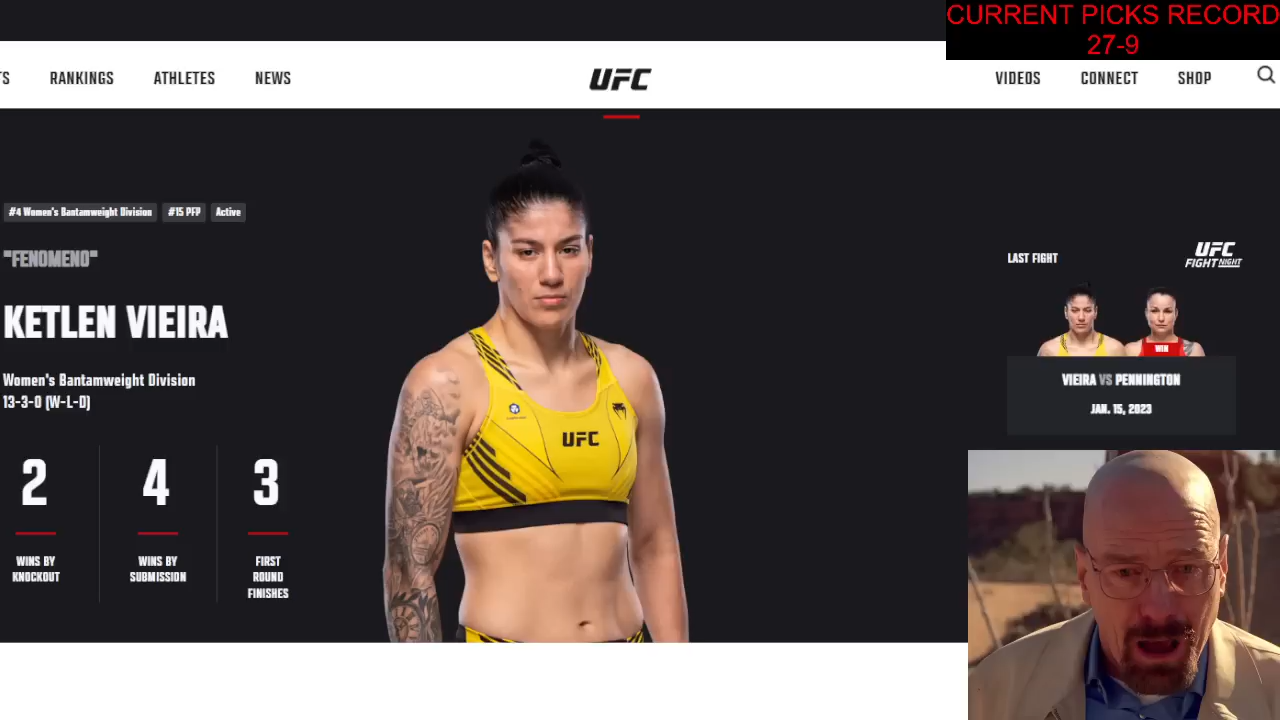 CURRENT PICKS RECORD
27-9
TS RANKINGS ATHLETES NEWS UFC VIDEOS CONNECT SHOP
#4 Women's Bantamweight Division #15 PFP Active
"FENOMENO"
KETLEN VIEIRA
Women's Bantamweight Division
13-3-0 (W-L-D)
2 4 3
WINS BY
KNOCKOUT
WINS BY
SUBMISSION
FIRST
ROUND
FINISHES
UFC
LAST FIGHT
UFC
FIGHT NIGHT
WIN
VIEIRA VS PENNINGTON
JAN. 15, 2023